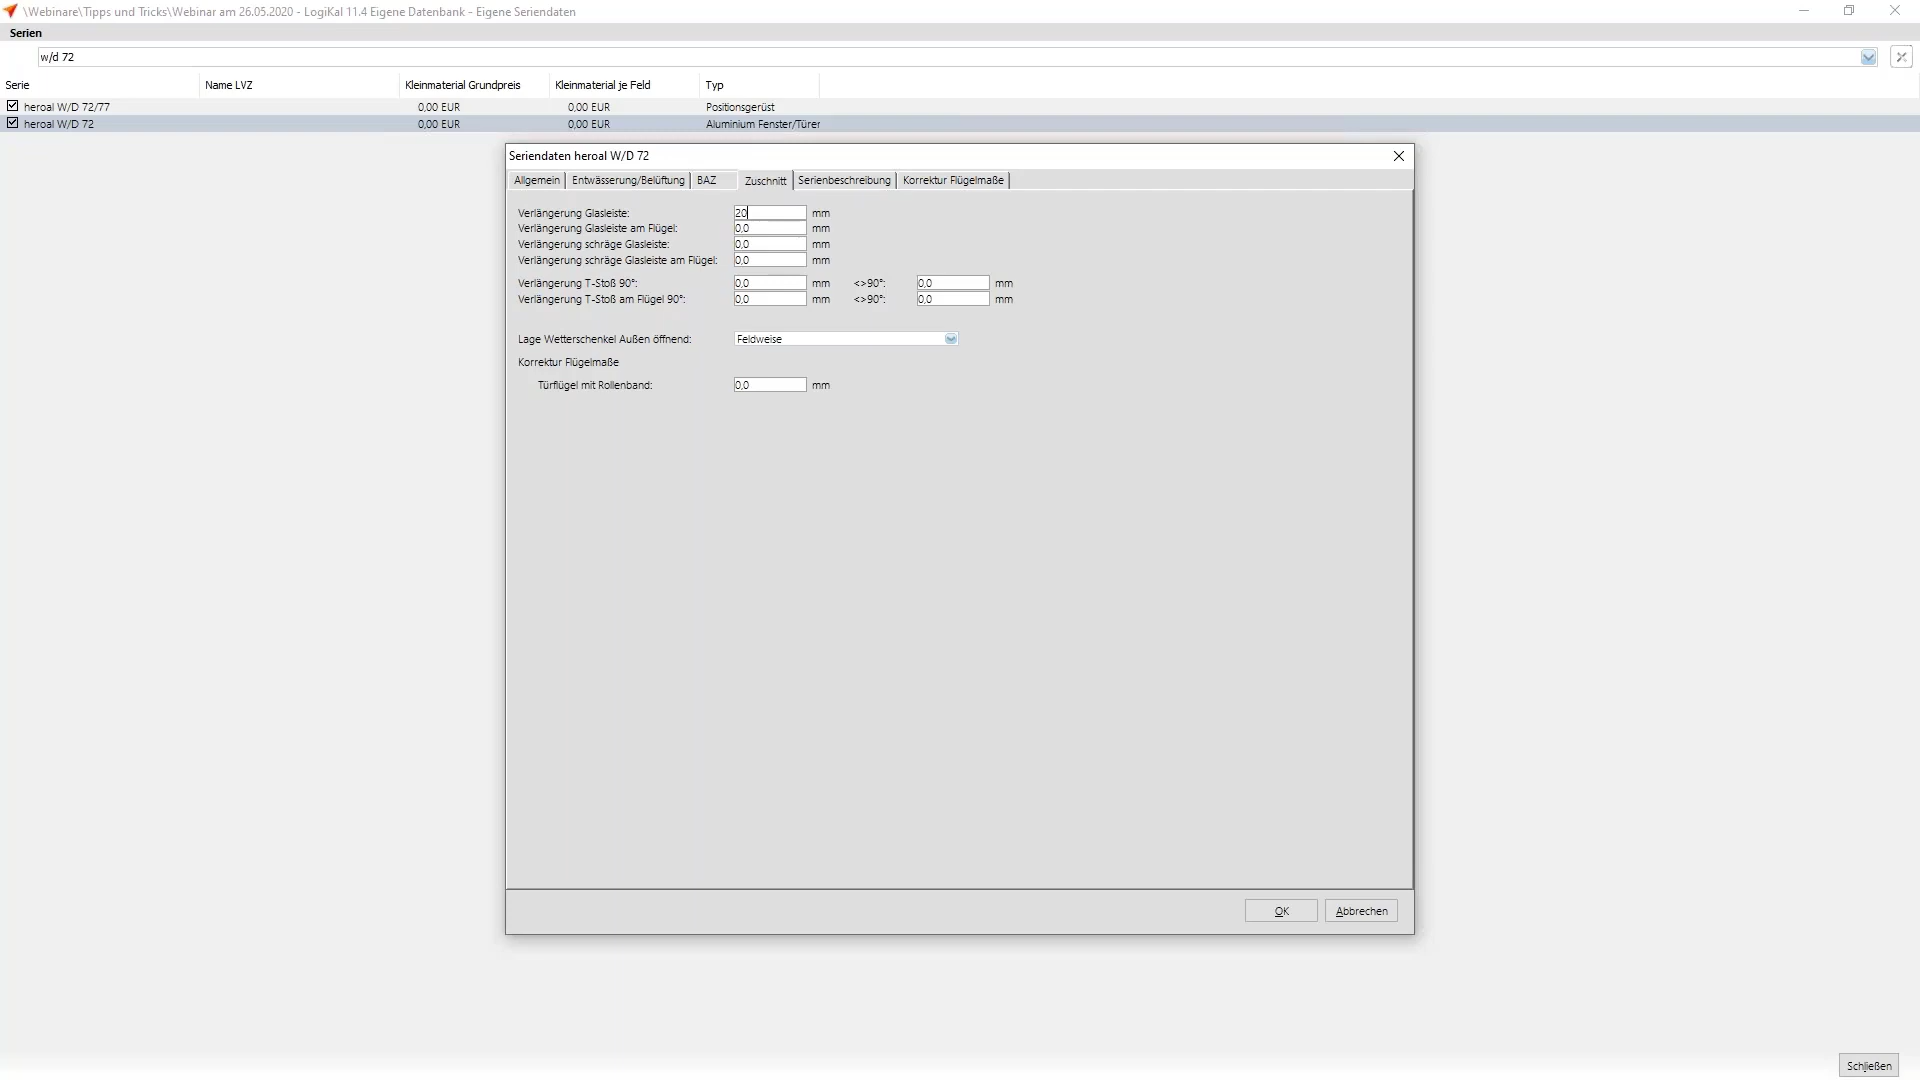 \Webinare\Tipps und Tricks\Webinar am 26.05.2020 - LogiKal 11.4 Eigene Datenbank - Eigene Seriendaten
Serien
w/d 72
Serie Name LVZ Kleinmaterial Grundpreis Kleinmaterial je Feld Typ
heroal W/D 72/77 0,00 EUR 0,00 EUR Positionsgerüst
heroal W/D 72 0,00 EUR 0,00 EUR Aluminium Fenster/Türer
Seriendaten heroal W/D 72
Allgemein Entwässerung/Belüftung BAZ Zuschnitt Serienbeschreibung Korrektur Flügelmaße
Verlängerung Glasleiste: 20 mm
Verlängerung Glasleiste am Flügel: 0,0 mm
Verlängerung schräge Glasleiste: 0,0 mm
Verlängerung schräge Glasleiste am Flügel: 0,0 mm
Verlängerung T-Stoß 90°: 0,0 mm <>90°: 0,0 mm
Verlängerung T-Stoß am Flügel 90°: 0,0 mm <>90°: 0,0 mm
Lage Wetterschenkel Außen öffnend: Feldweise
Korrektur Flügelmaße
Türflügel mit Rollenband: 0,0 mm
OK Abbrechen
Schließen